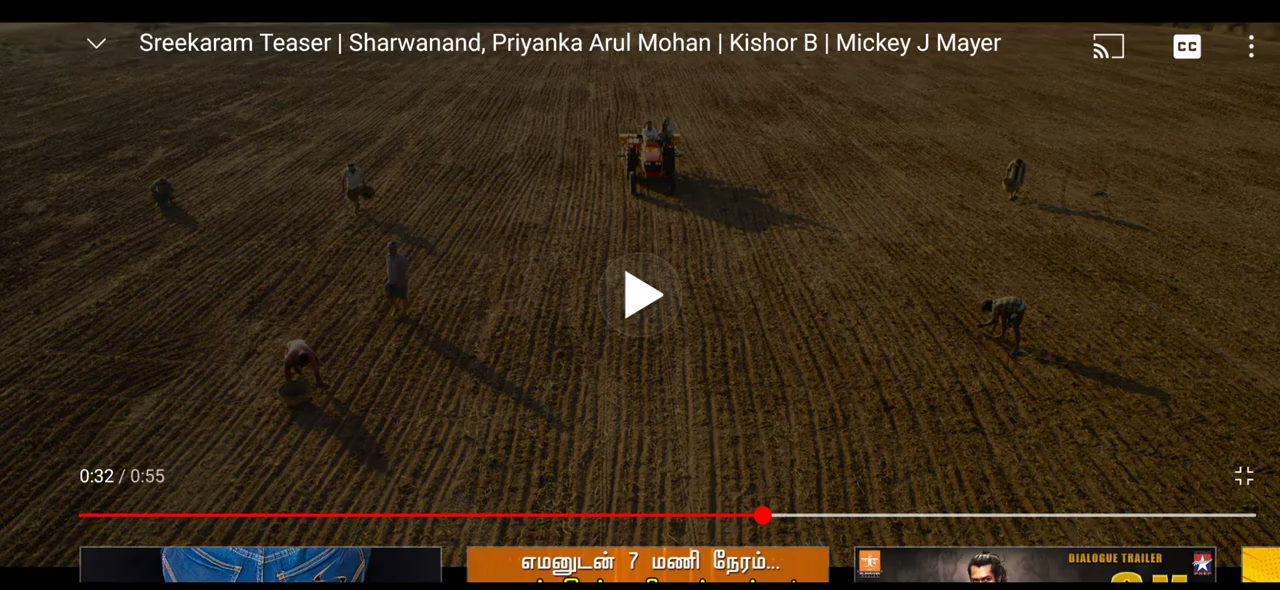 Sreekaram Teaser | Sharwanand, Priyanka Arul Mohan | Kishor B | Mickey J Mayer
CC
0:32 / 0:55
எமனுடன் 7 மணி நேரம்...
DIALOGUE TRAILER